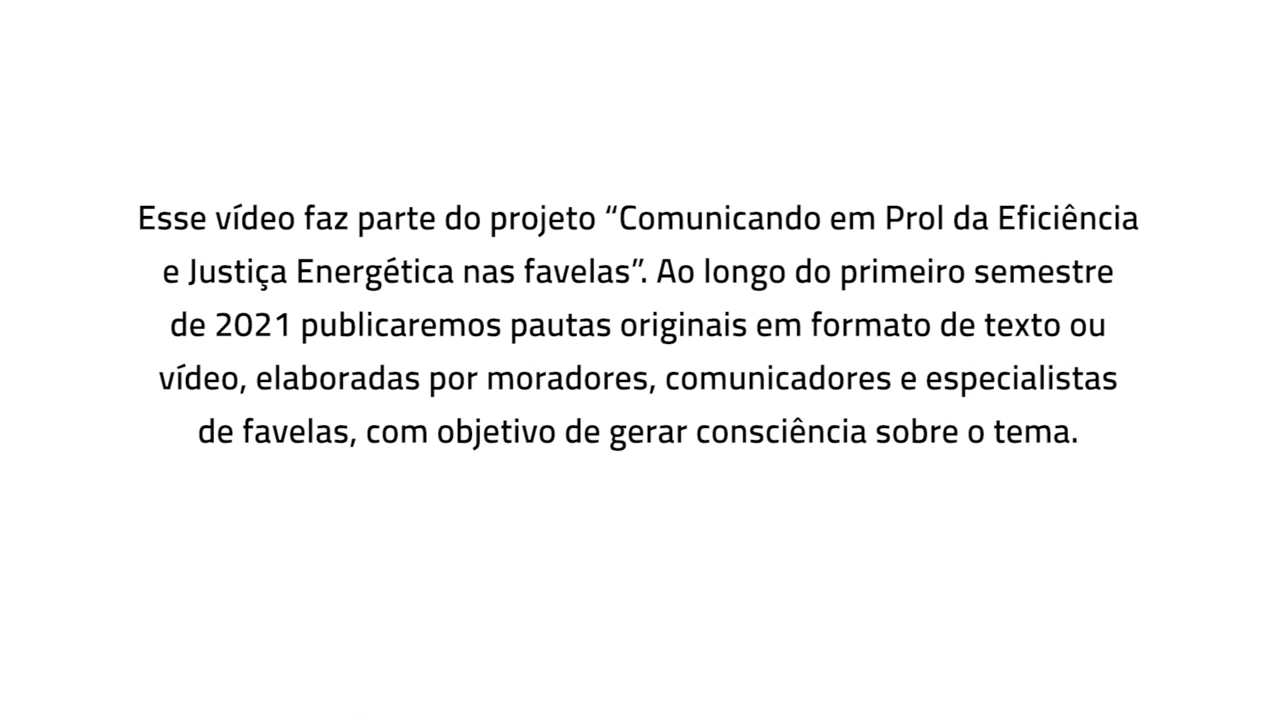 Esse vídeo faz parte do projeto “Comunicando em Prol da Eficiência
e Justiça Energética nas favelas”. Ao longo do primeiro semestre
de 2021 publicaremos pautas originais em formato de texto ou
vídeo, elaboradas por moradores, comunicadores e especialistas
de favelas, com objetivo de gerar consciência sobre o tema.